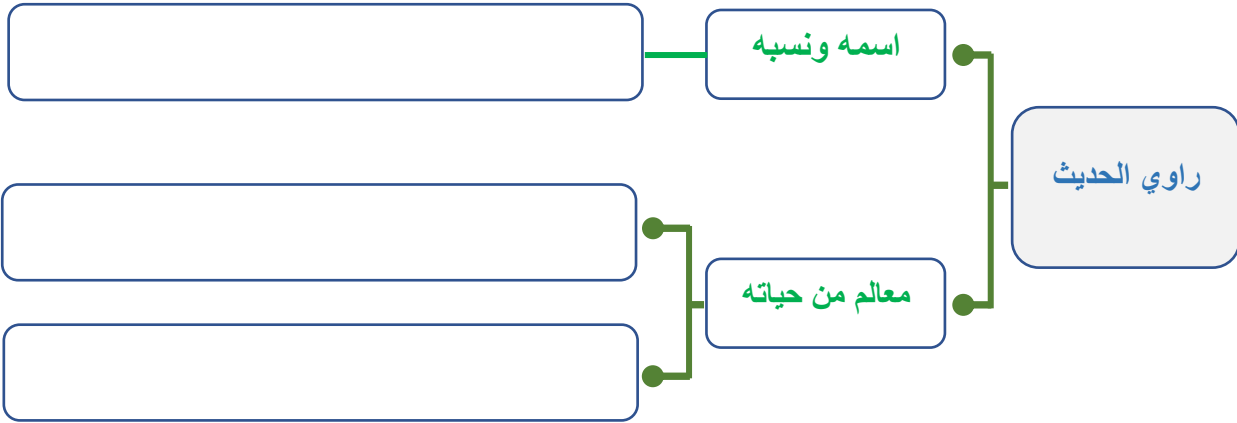 راوي الحديث
اسمه ونسبه
معالم من حياته